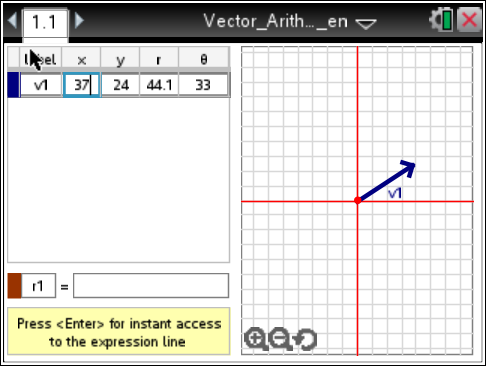 1.1 Vector_Arith..._en
label x y r θ
v1 37 24 44.1 33
v1
r1 =
Press <Enter> for instant access
to the expression line